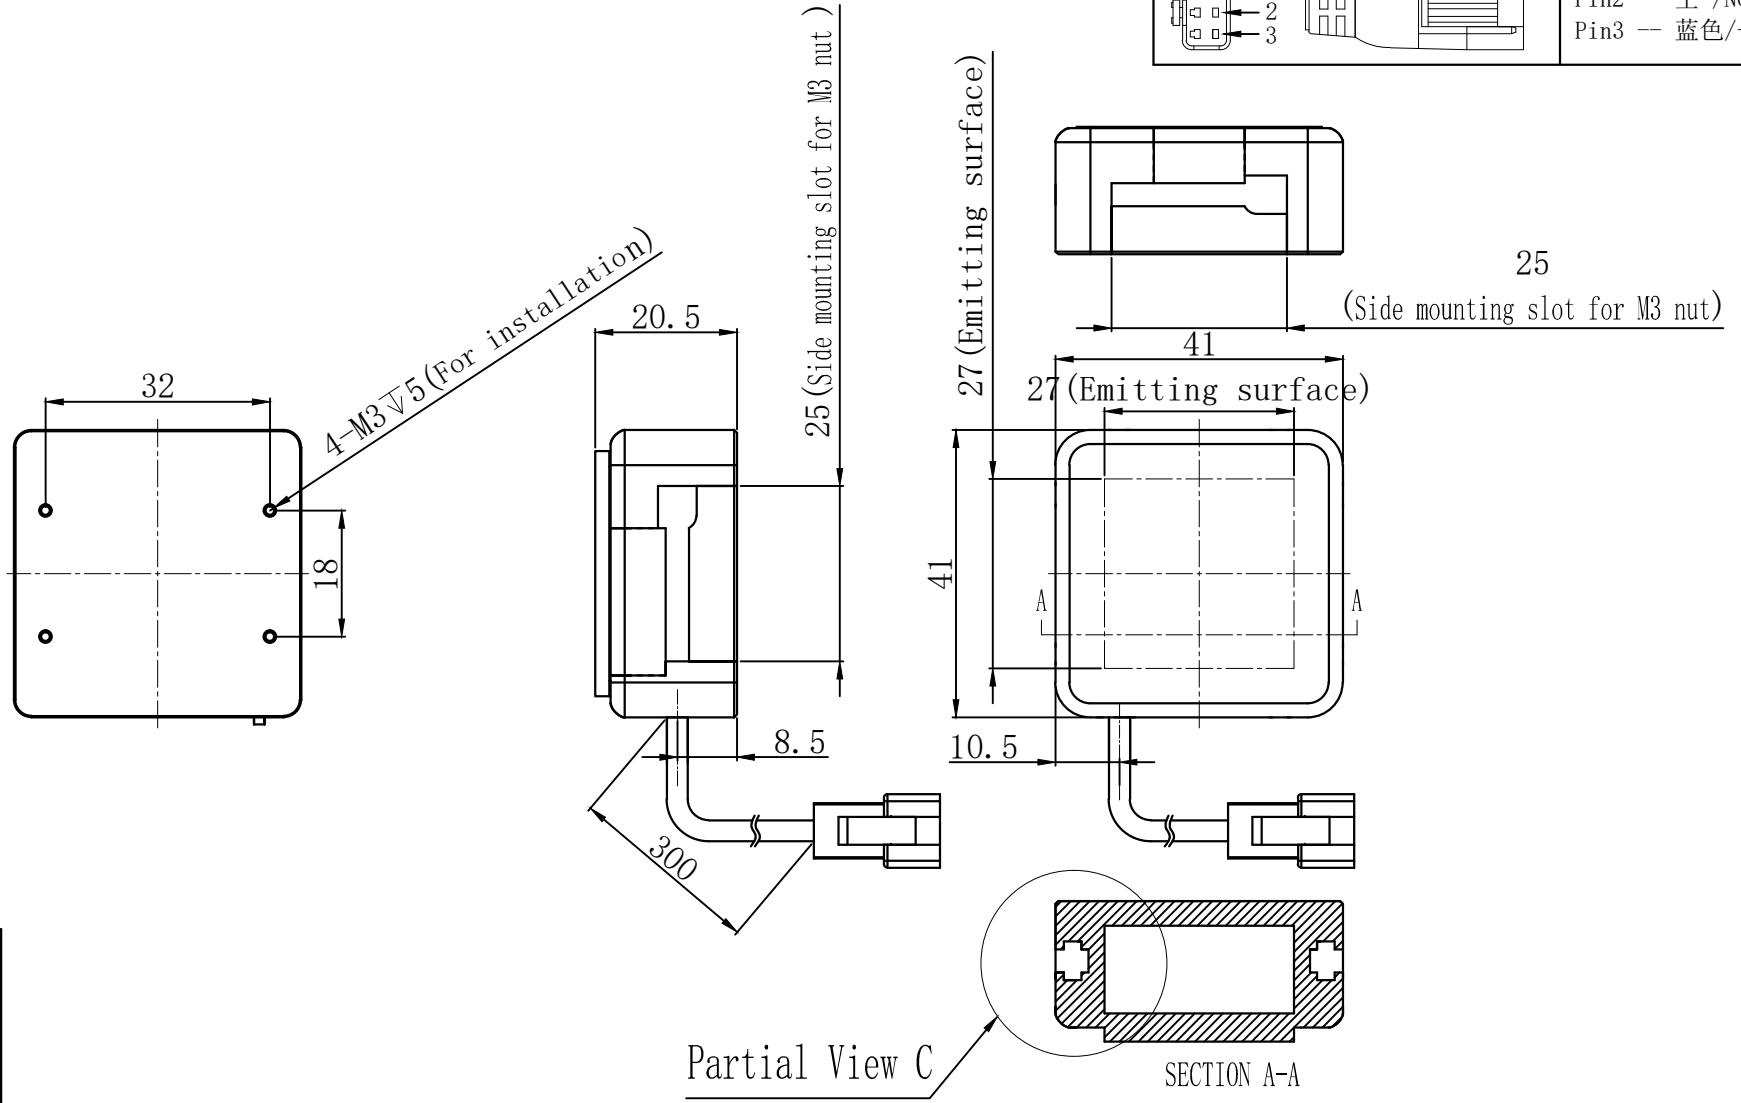 2
3
Pin3 -- 蓝色/
25(Side mounting slot for M3 nut)
27(Emitting surface)
25
(Side mounting slot for M3 nut)
4-M3↧5(For installation)
20.5
41
27(Emitting surface)
32
18
41
A
A
8.5
10.5
300
Partial View C
SECTION A-A